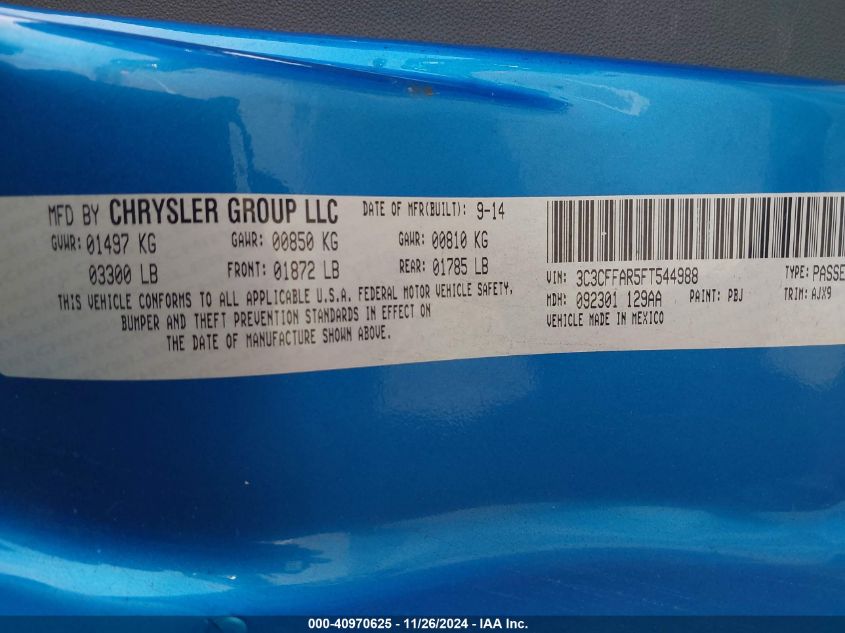 MFD BY CHRYSLER GROUP LLC DATE OF MFR(BUILT): 9-14
GVWR: 01497 KG GAWR: 00850 KG GAWR: 00810 KG
03300 LB FRONT: 01872 LB REAR: 01785 LB
THIS VEHICLE CONFORMS TO ALL APPLICABLE U.S.A. FEDERAL MOTOR VEHICLE SAFETY,
BUMPER AND THEFT PREVENTION STANDARDS IN EFFECT ON
THE DATE OF MANUFACTURE SHOWN ABOVE.
VIN: 3C3CFFAR5FT544988 TYPE: PASSE
MDH: 092301 129AA PAINT: PBJ TRIM: AJX9
VEHICLE MADE IN MEXICO
000-40970625 - 11/26/2024 - IAA Inc.